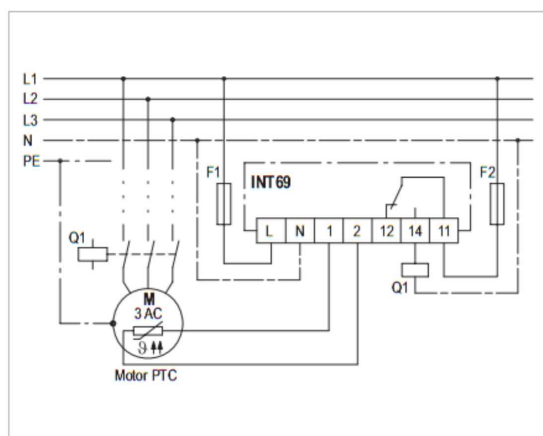 L1
L2
L3
N
PE
F1
INT69
F2
L N 1 2 12 14 11
Q1
Q1
M
3 AC
ϑ
Motor PTC